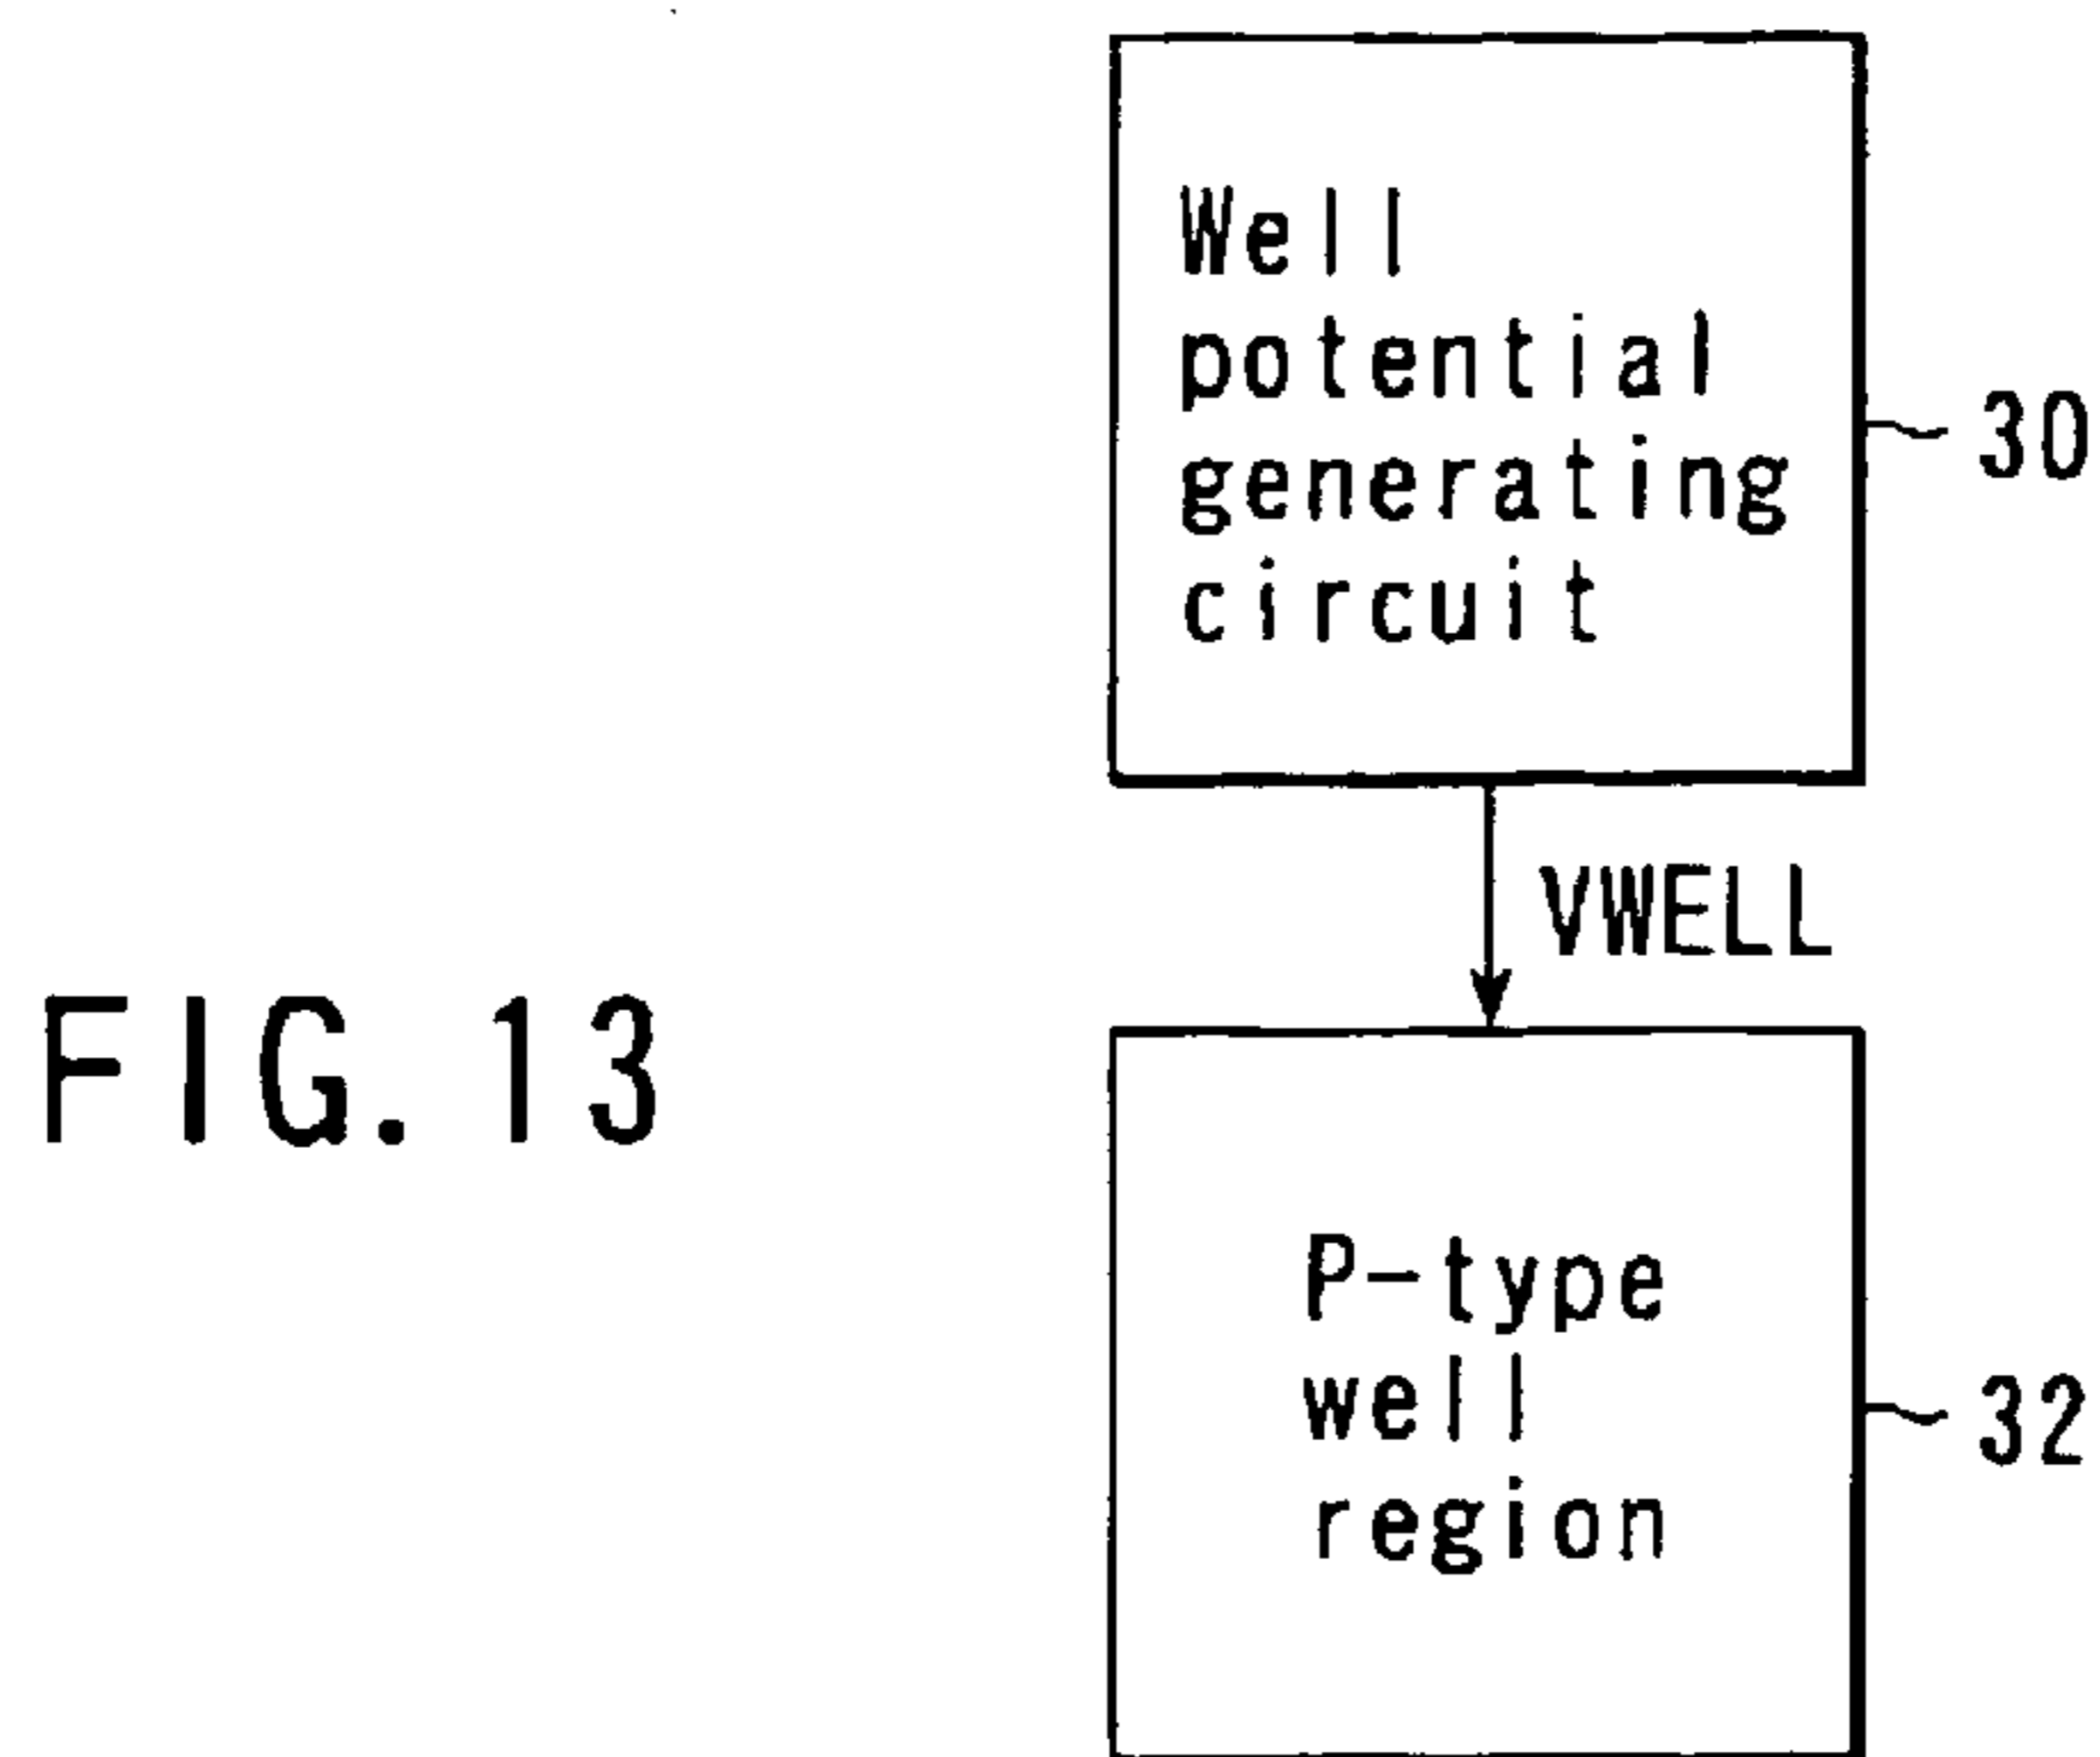 Well
potential
generating
circuit
30
VWELL
FIG. 13
P-type
well
region
32